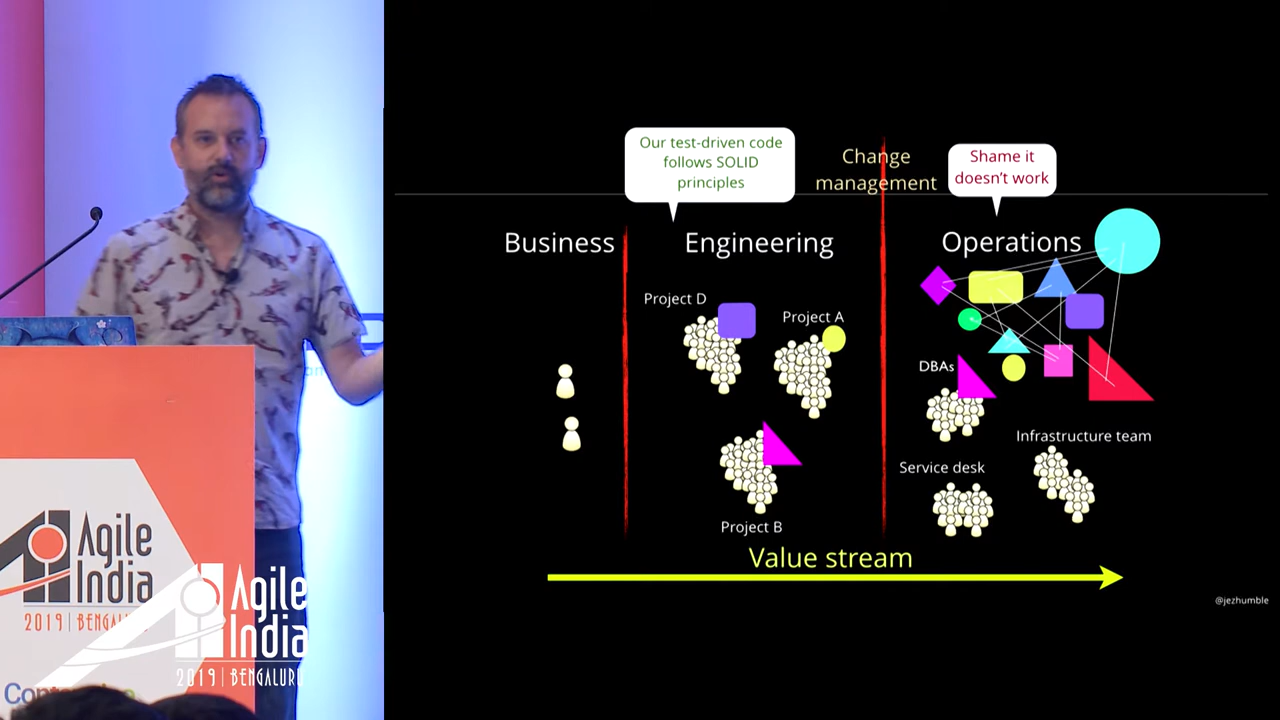 Our test-driven code
follows SOLID
principles
Change
management
Shame it
doesn't work
Business
Engineering
Operations
Project D
Project A
DBAs
Infrastructure team
Service desk
Project B
Value stream
@jezhumble
Agile
India
2019 | BENGALU
Agile
India
2019 | BENGALURU